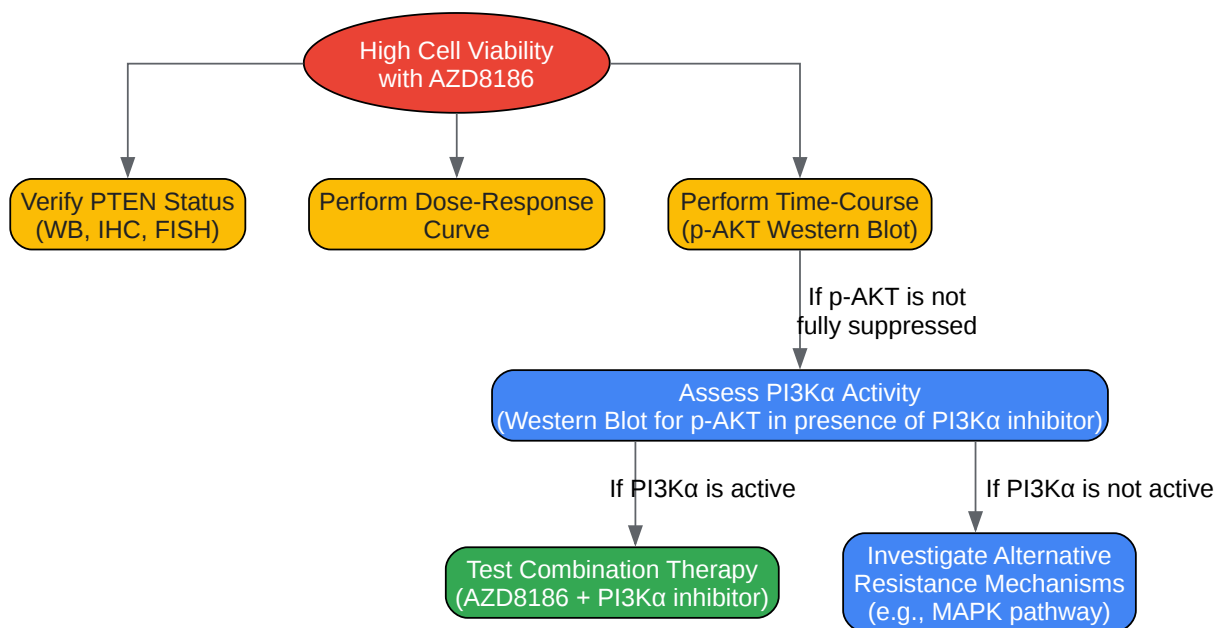 High Cell Viability
with AZD8186
Verify PTEN Status
(WB, IHC, FISH)
Perform Dose-Response
Curve
Perform Time-Course
(p-AKT Western Blot)
If p-AKT is not
fully suppressed
Assess PI3Kα Activity
(Western Blot for p-AKT in presence of PI3Kα inhibitor)
If PI3Kα is active
If PI3Kα is not active
Test Combination Therapy
(AZD8186 + PI3Kα inhibitor)
Investigate Alternative
Resistance Mechanisms
(e.g., MAPK pathway)